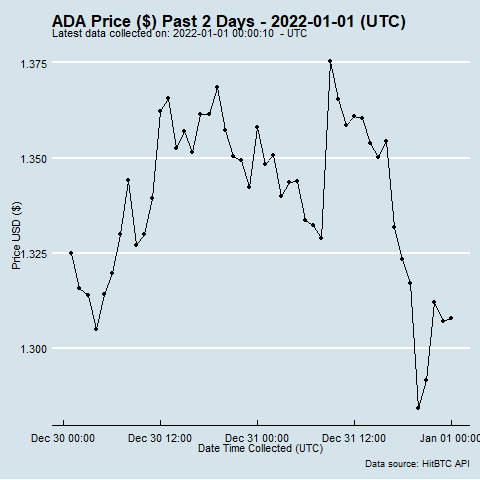 ADA Price ($) Past 2 Days - 2022-01-01 (UTC)
Latest data collected on: 2022-01-01 00:00:10  - UTC
1.375
1.350
1.325
1.300
Price USD ($)
Dec 30 00:00 Dec 30 12:00 Dec 31 00:00 Dec 31 12:00 Jan 01 00:00
Date Time Collected (UTC)
Data source: HitBTC API